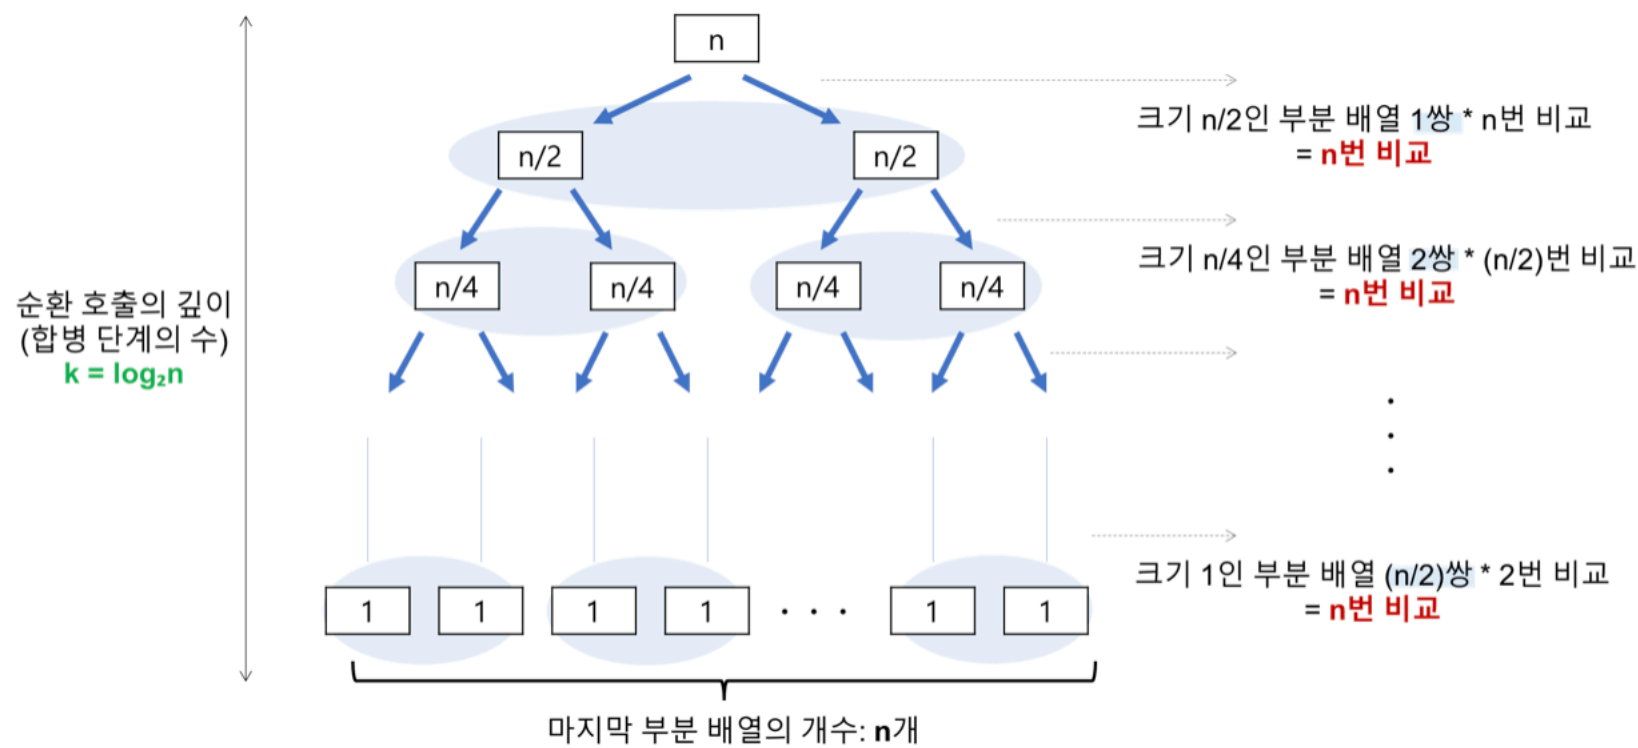 n
크기 n/2인 부분 배열 1쌍 * n번 비교
= n번 비교
n/2
n/2
크기 n/4인 부분 배열 2쌍 * (n/2)번 비교
= n번 비교
n/4
n/4
n/4
n/4
순환 호출의 깊이
(합병 단계의 수)
k = log₂n
·
·
·
크기 1인 부분 배열 (n/2)쌍 * 2번 비교
= n번 비교
1
1
1
1
· · ·
1
1
마지막 부분 배열의 개수: n개